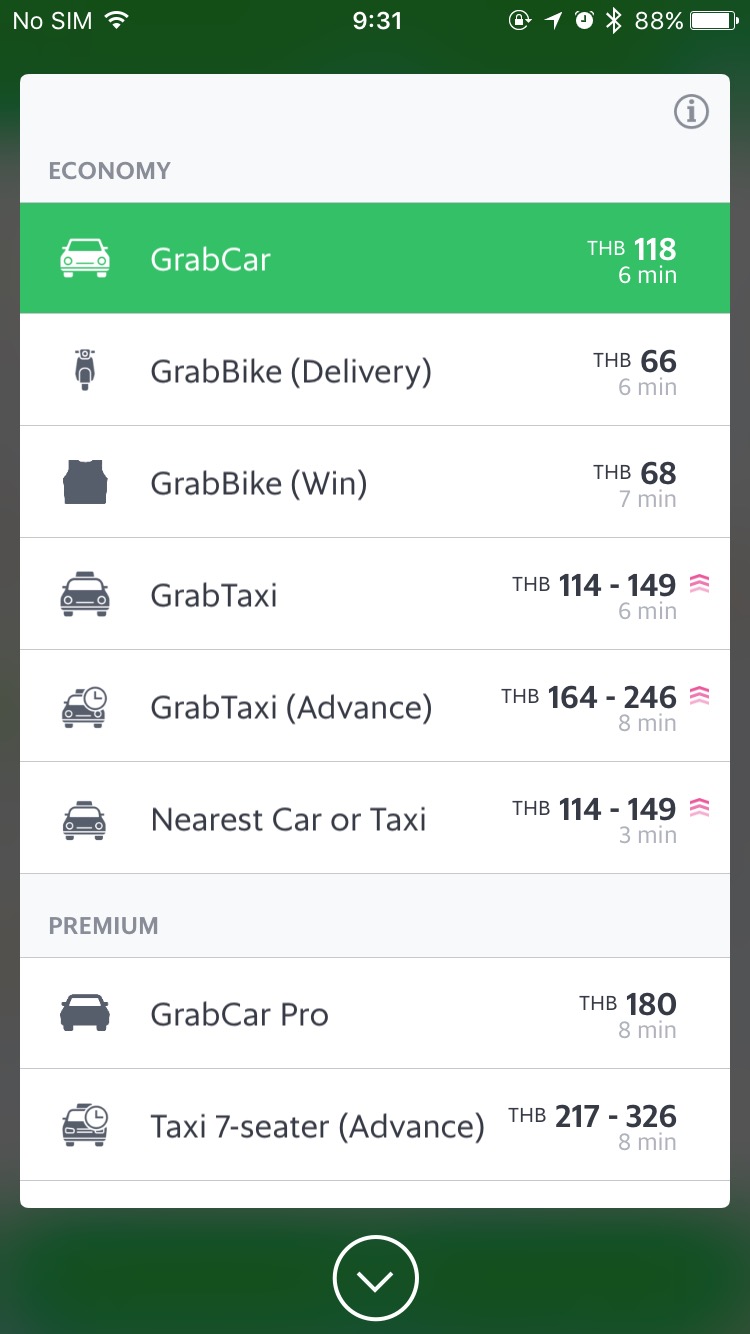 No SIM 9:31 88%
ECONOMY
GrabCar THB 118
6 min
GrabBike (Delivery) THB 66
6 min
GrabBike (Win) THB 68
7 min
GrabTaxi THB 114 - 149
6 min
GrabTaxi (Advance) THB 164 - 246
8 min
Nearest Car or Taxi THB 114 - 149
3 min
PREMIUM
GrabCar Pro THB 180
8 min
Taxi 7-seater (Advance) THB 217 - 326
8 min